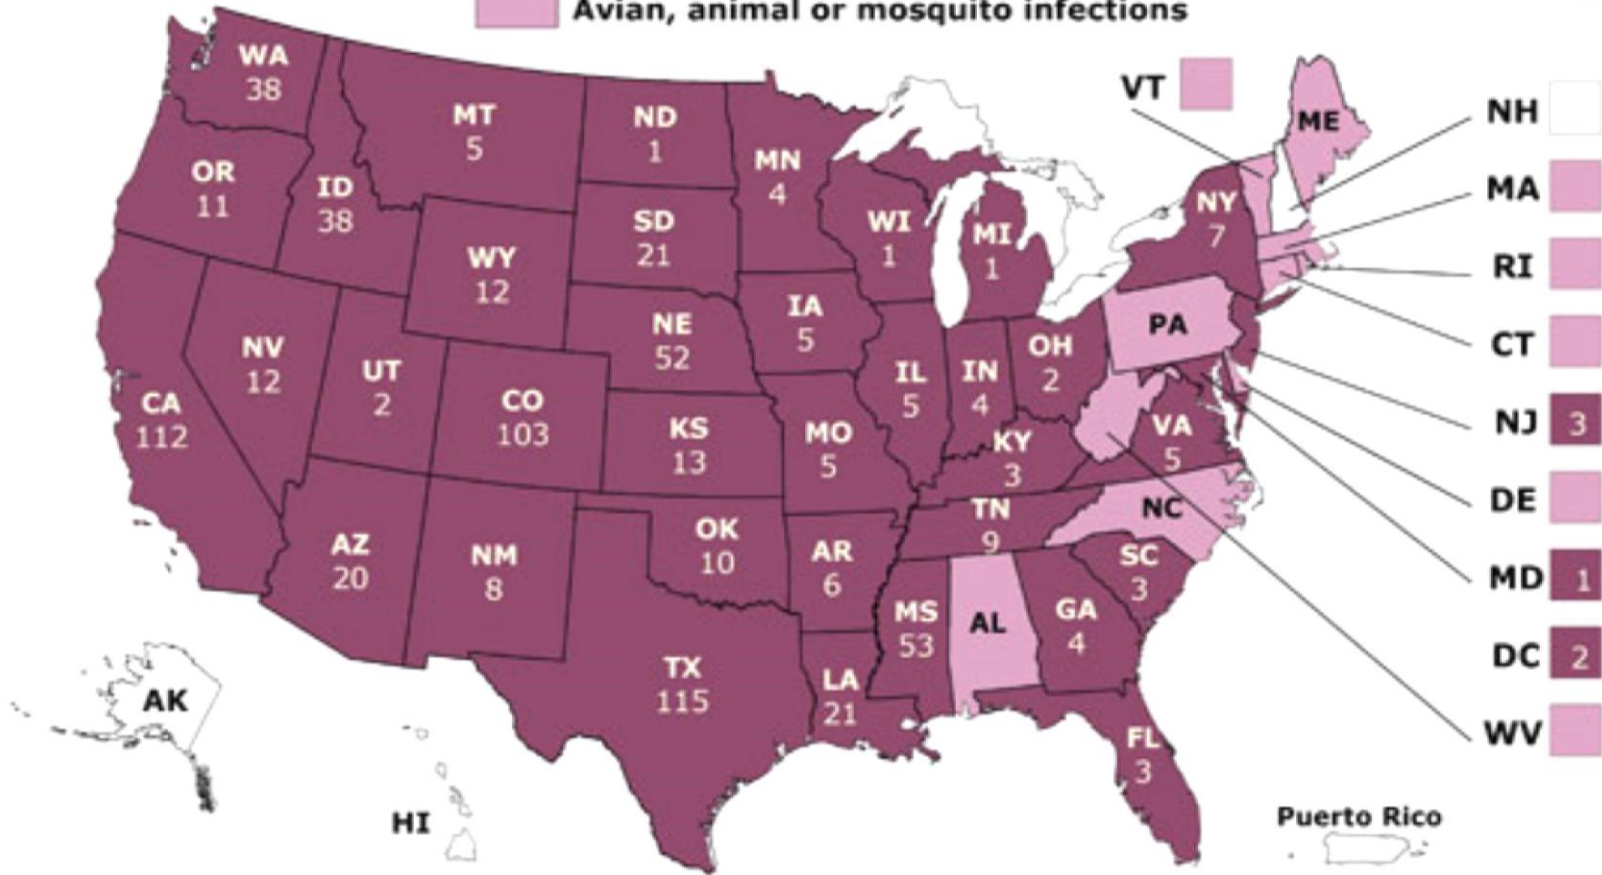 Avian, animal or mosquito infections
WA
38
MT
5
ND
1
MN
4
OR
11
ID
38
SD
21
WI
1
MI
1
WY
12
NE
52
IA
5
NV
12
UT
2
CO
103
CA
112
KS
13
MO
5
IL
5
IN
4
OH
2
KY
3
PA
NY
7
VT
ME
NH
MA
RI
CT
NJ 3
DE
MD 1
DC 2
WV
VA
5
NC
TN
9
SC
3
AZ
20
NM
8
OK
10
AR
6
MS
53
AL
GA
4
TX
115
LA
21
FL
3
AK
HI
Puerto Rico